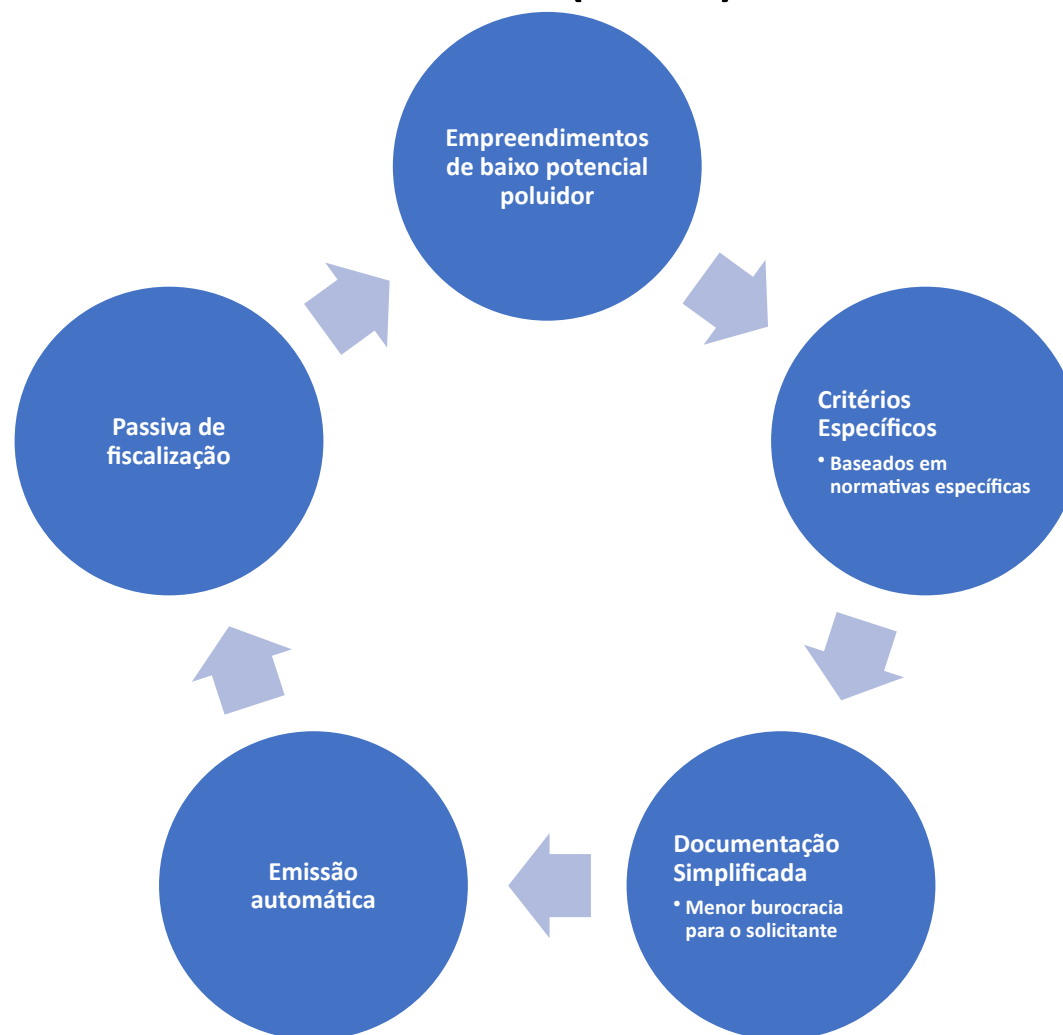 Empreendimentos
de baixo potencial
poluidor
Critérios
Específicos
• Baseados em
normativas específicas
Documentação
Simplificada
• Menor burocracia
para o solicitante
Emissão
automática
Passiva de
fiscalização